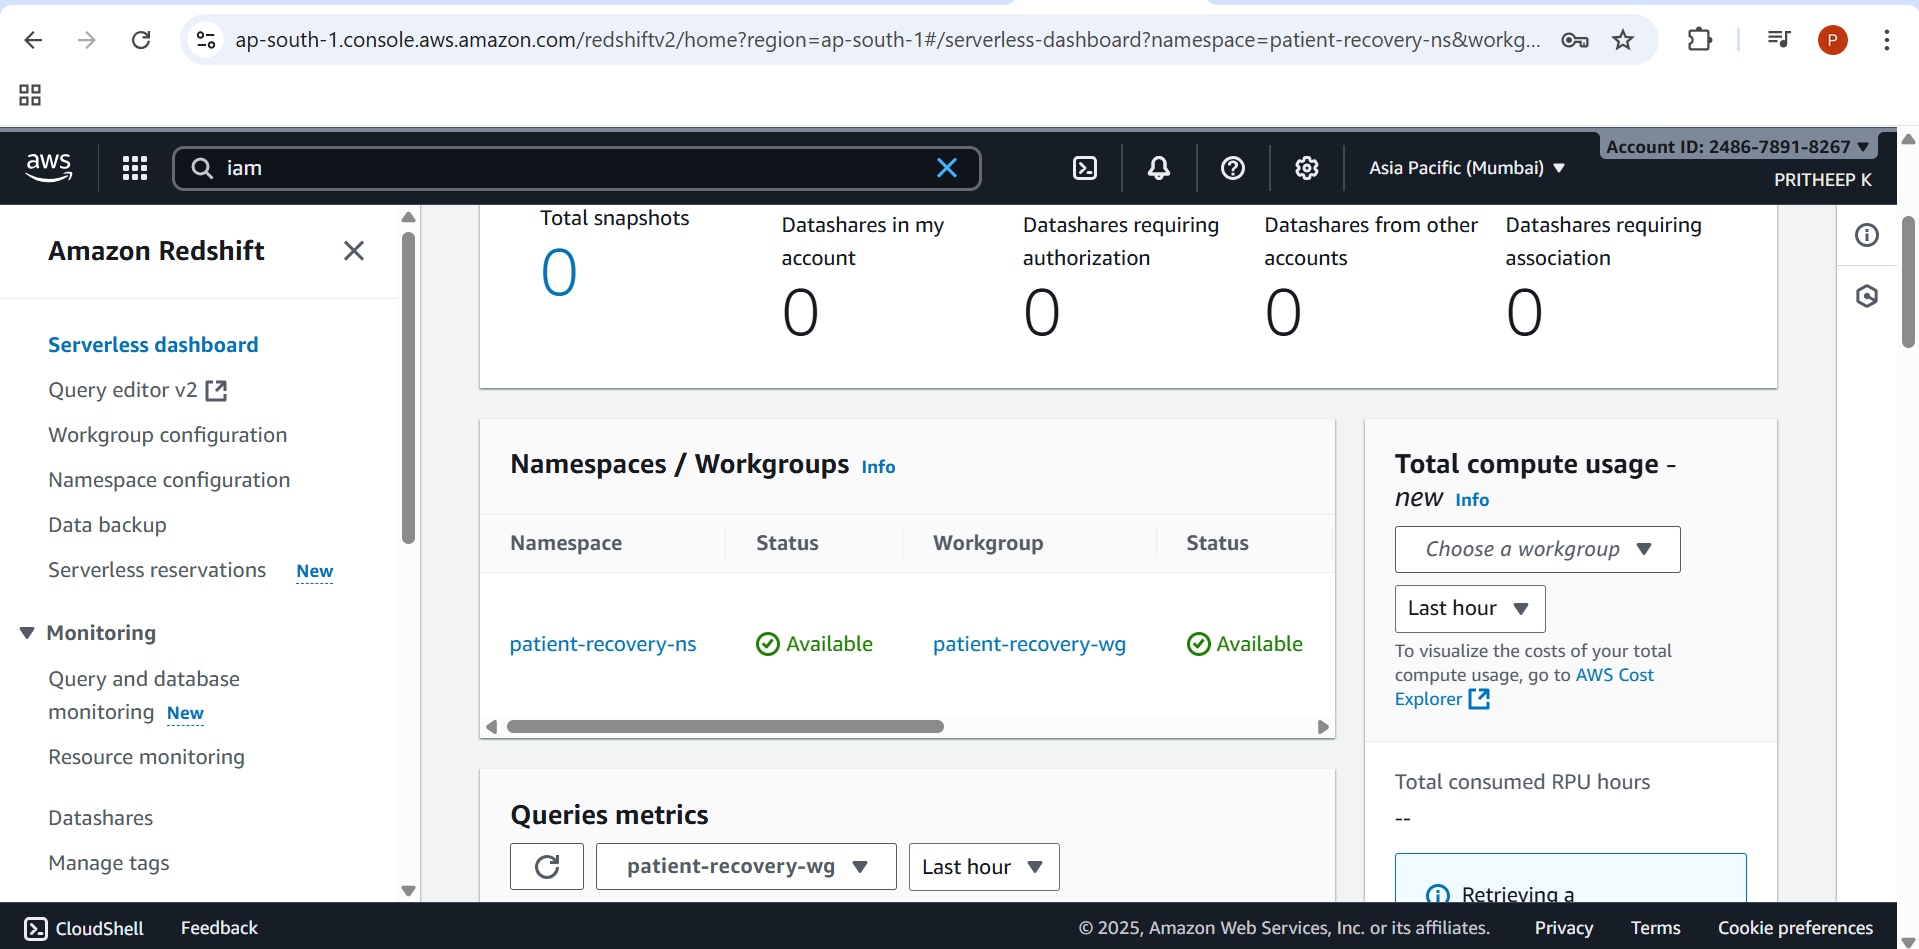 ap-south-1.console.aws.amazon.com/redshiftv2/home?region=ap-south-1#/serverless-dashboard?namespace=patient-recovery-ns&workg...
P
aws
iam
Asia Pacific (Mumbai)
Account ID: 2486-7891-8267
PRITHEEP K
Amazon Redshift
Serverless dashboard
Query editor v2
Workgroup configuration
Namespace configuration
Data backup
Serverless reservations New
Monitoring
Query and database
monitoring New
Resource monitoring
Datashares
Manage tags
Total snapshots
0
Datashares in my
account
0
Datashares requiring
authorization
0
Datashares from other
accounts
0
Datashares requiring
association
0
Namespaces / Workgroups Info
Namespace Status Workgroup Status
patient-recovery-ns Available patient-recovery-wg Available
Queries metrics
patient-recovery-wg Last hour
Total compute usage -
new Info
Choose a workgroup
Last hour
To visualize the costs of your total
compute usage, go to AWS Cost
Explorer
Total consumed RPU hours
--
Retrieving a
CloudShell Feedback © 2025, Amazon Web Services, Inc. or its affiliates. Privacy Terms Cookie preferences